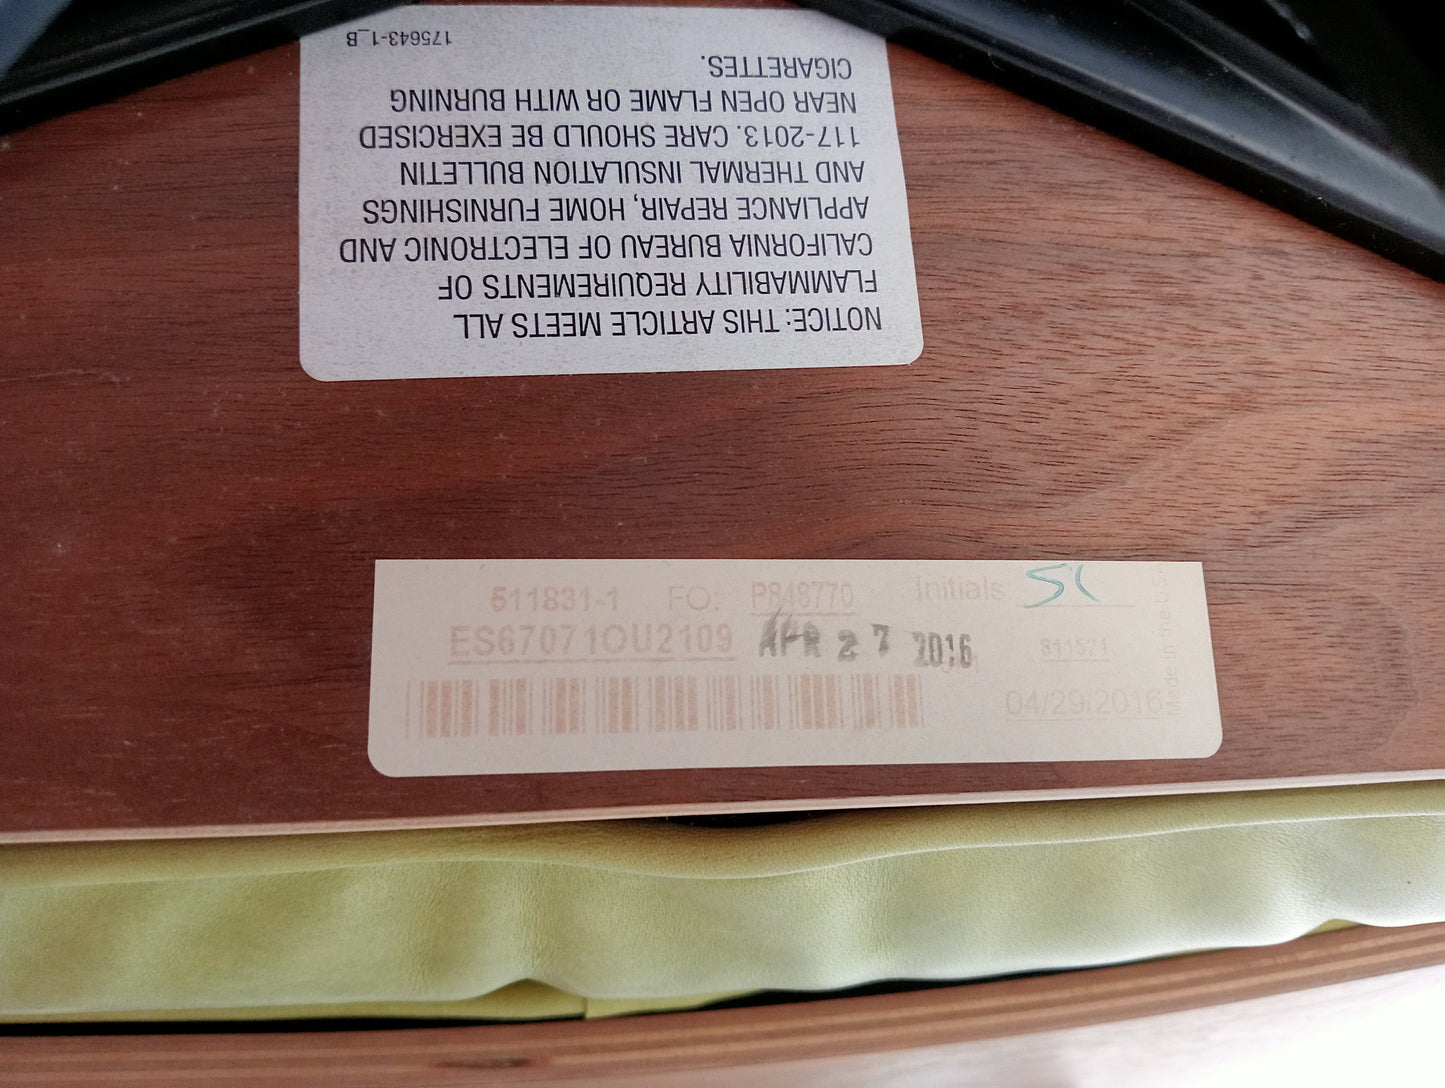 NOTICE: THIS ARTICLE MEETS ALL
FLAMMABILITY REQUIREMENTS OF
CALIFORNIA BUREAU OF ELECTRONIC AND
APPLIANCE REPAIR, HOME FURNISHINGS
AND THERMAL INSULATION BULLETIN
117-2013. CARE SHOULD BE EXERCISED
NEAR OPEN FLAME OR WITH BURNING
CIGARETTES.
175643-1_B
511831-1 FO: P848770 Initials:
ES67071OU2109 APR 27 2016 811521
04/29/2016
Made in the USA